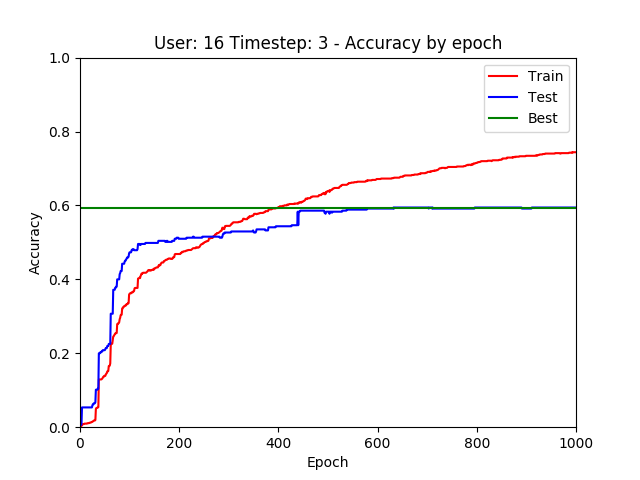 User: 16 Timestep: 3 - Accuracy by epoch
Train
Test
Best
1.0
0.8
0.6
0.4
0.2
0.0
Accuracy
0 200 400 600 800 1000
Epoch